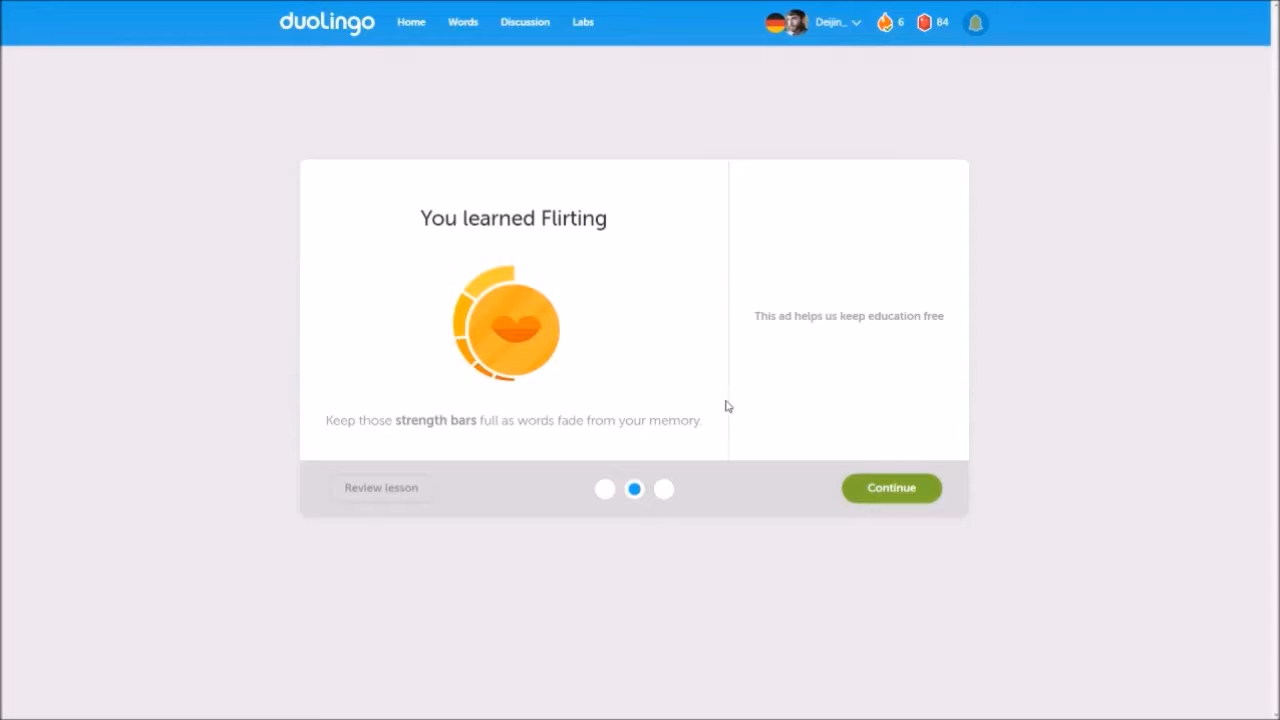 duolingo Home Words Discussion Labs Deijin_ 6 84
You learned Flirting
This ad helps us keep education free
Keep those strength bars full as words fade from your memory.
Review lesson Continue